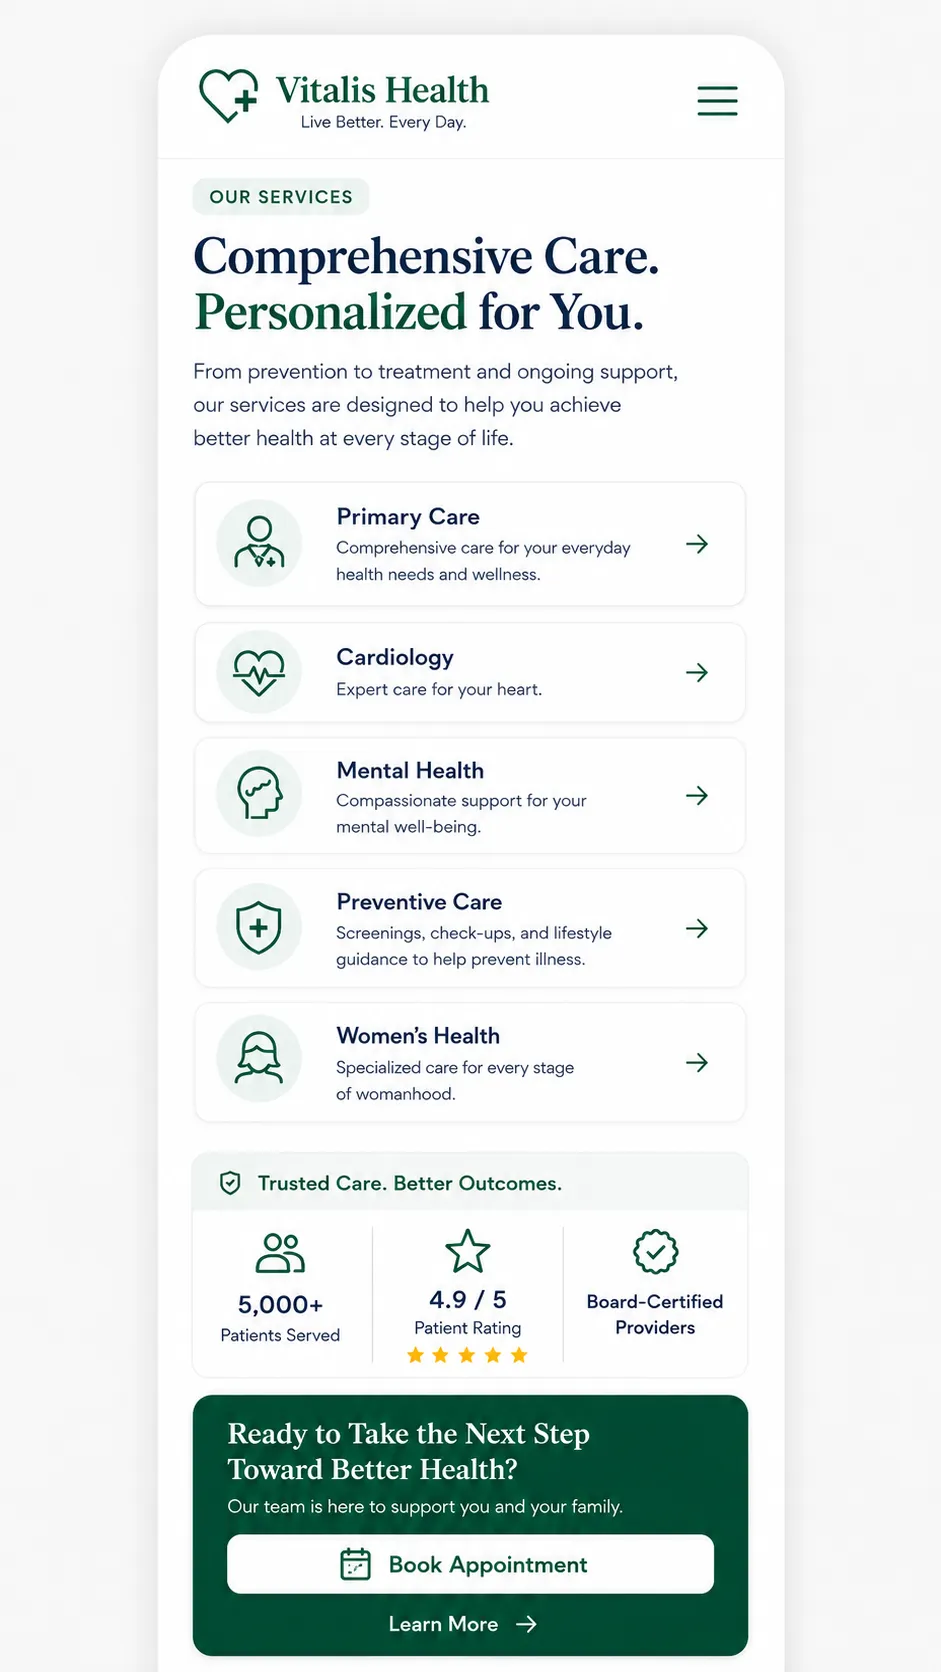 Vitalis Health
Live Better. Every Day.
OUR SERVICES
Comprehensive Care.
Personalized for You.
From prevention to treatment and ongoing support,
our services are designed to help you achieve
better health at every stage of life.
Primary Care
Comprehensive care for your everyday
health needs and wellness.
Cardiology
Expert care for your heart.
Mental Health
Compassionate support for your
mental well-being.
Preventive Care
Screenings, check-ups, and lifestyle
guidance to help prevent illness.
Women’s Health
Specialized care for every stage
of womanhood.
Trusted Care. Better Outcomes.
5,000+
Patients Served
4.9 / 5
Patient Rating
Board-Certified
Providers
Ready to Take the Next Step
Toward Better Health?
Our team is here to support you and your family.
Book Appointment
Learn More